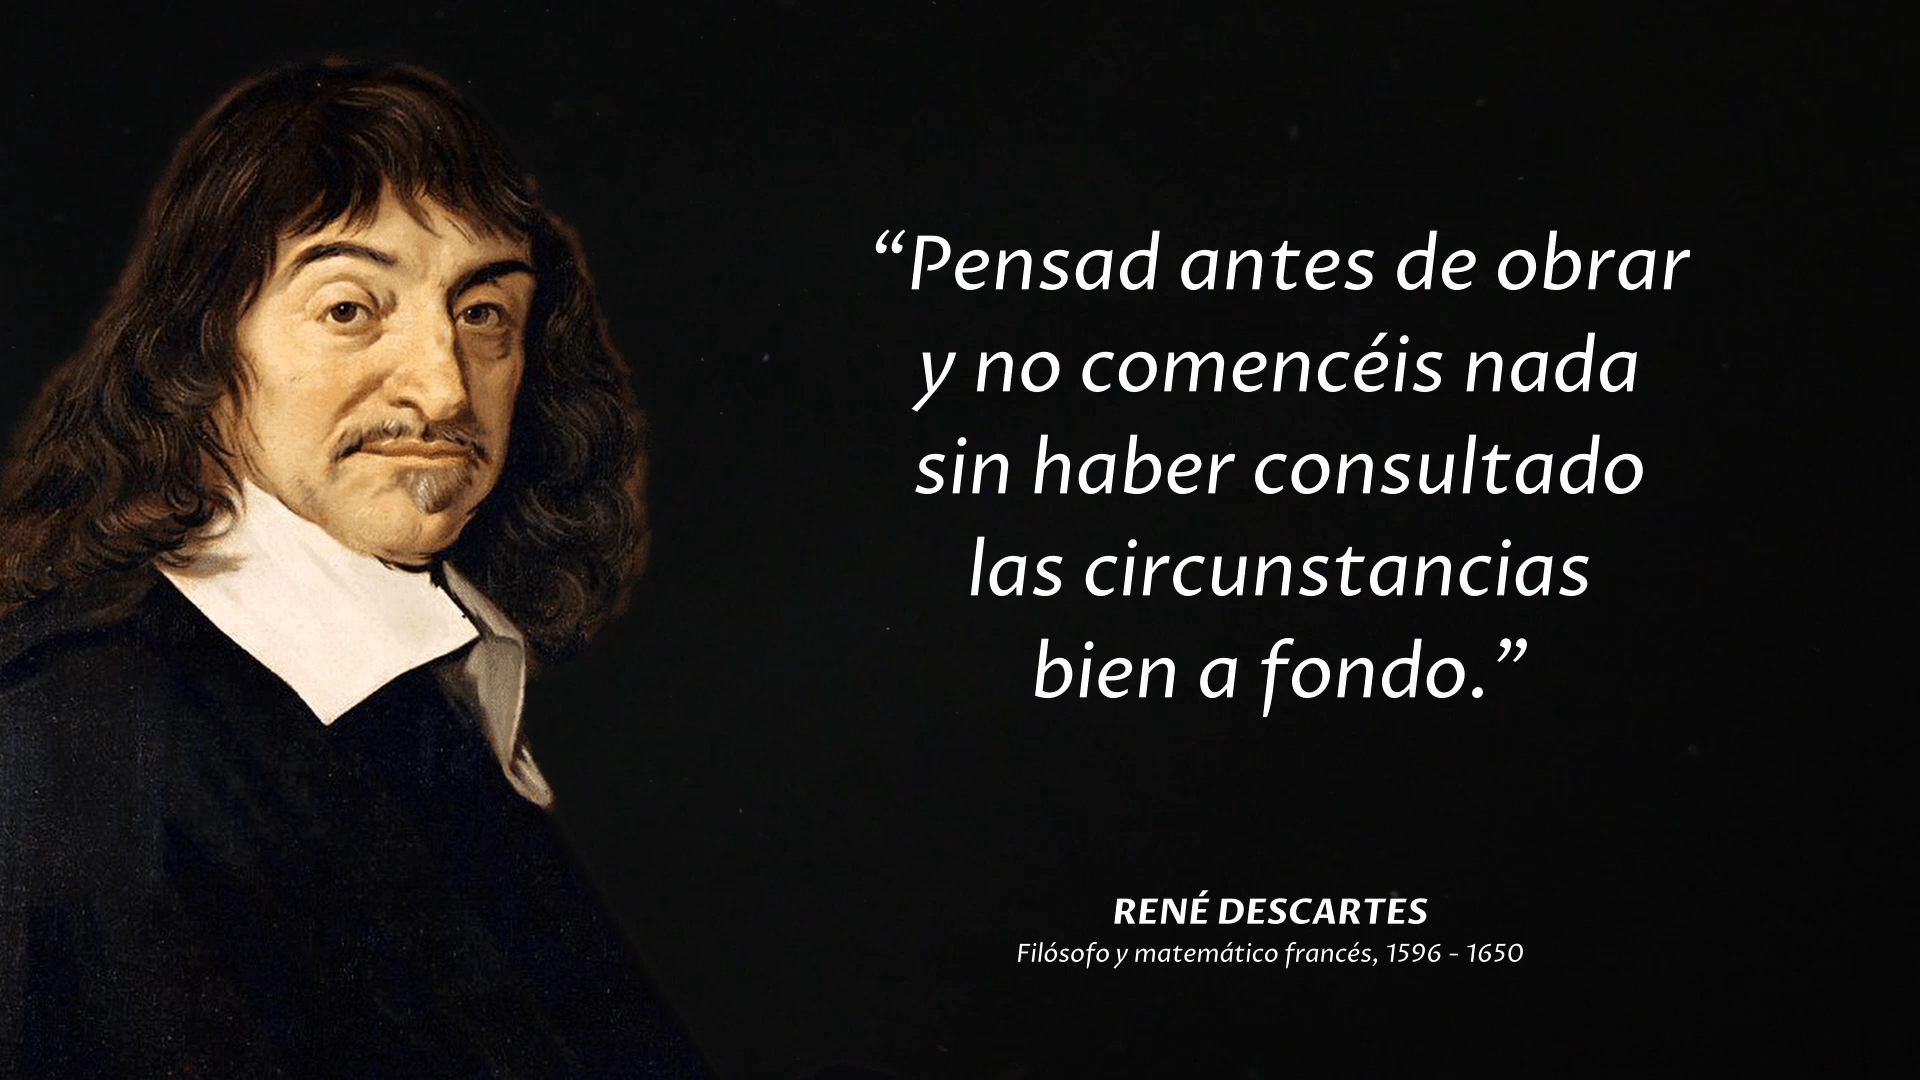 “Pensad antes de obrar
y no comencéis nada
sin haber consultado
las circunstancias
bien a fondo.”
RENÉ DESCARTES
Filósofo y matemático francés, 1596 - 1650